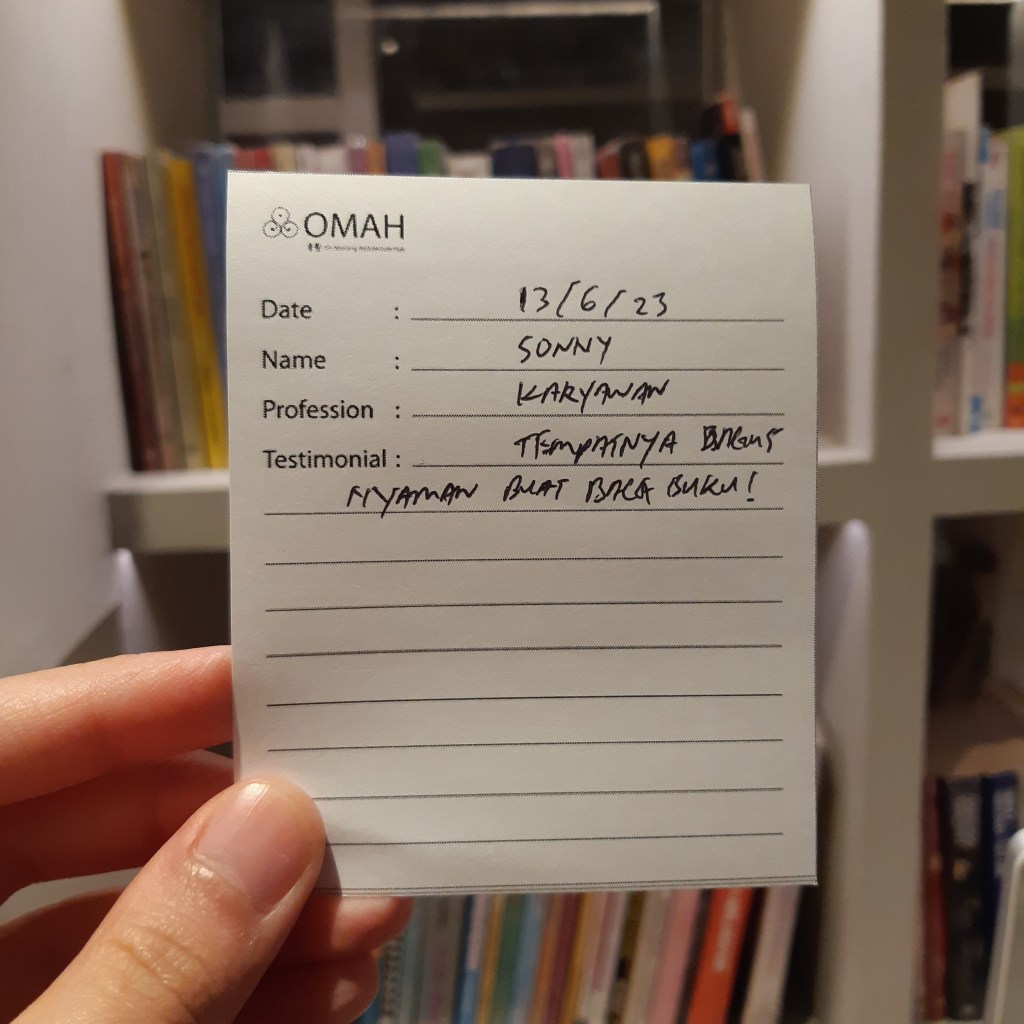 OMAH
Date : 13/6/23
Name : SONNY
Profession : KARYAWAN
Testimonial : TEMPATNYA BAGUS
NYAMAN BUAT BACA BUKU!